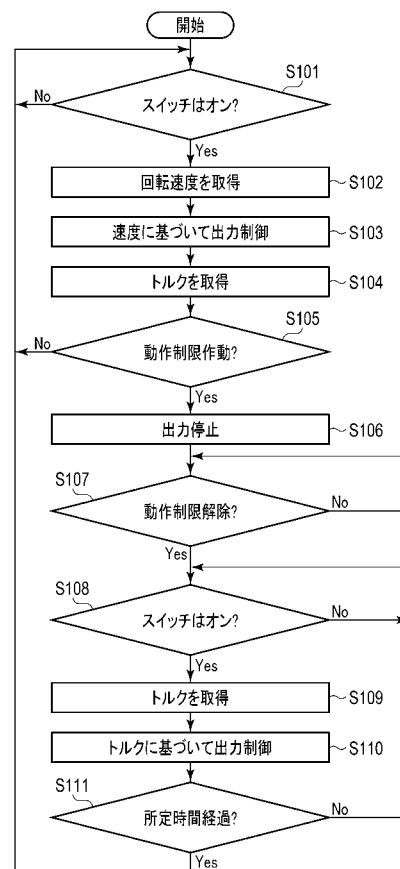 開始
S101
スイッチはオン?
No
Yes
回転速度を取得
S102
速度に基づいて出力制御
S103
トルクを取得
S104
S105
動作制限作動?
No
Yes
出力停止
S106
S107
動作制限解除?
No
Yes
S108
スイッチはオン?
No
Yes
トルクを取得
S109
トルクに基づいて出力制御
S110
S111
所定時間経過?
No
Yes